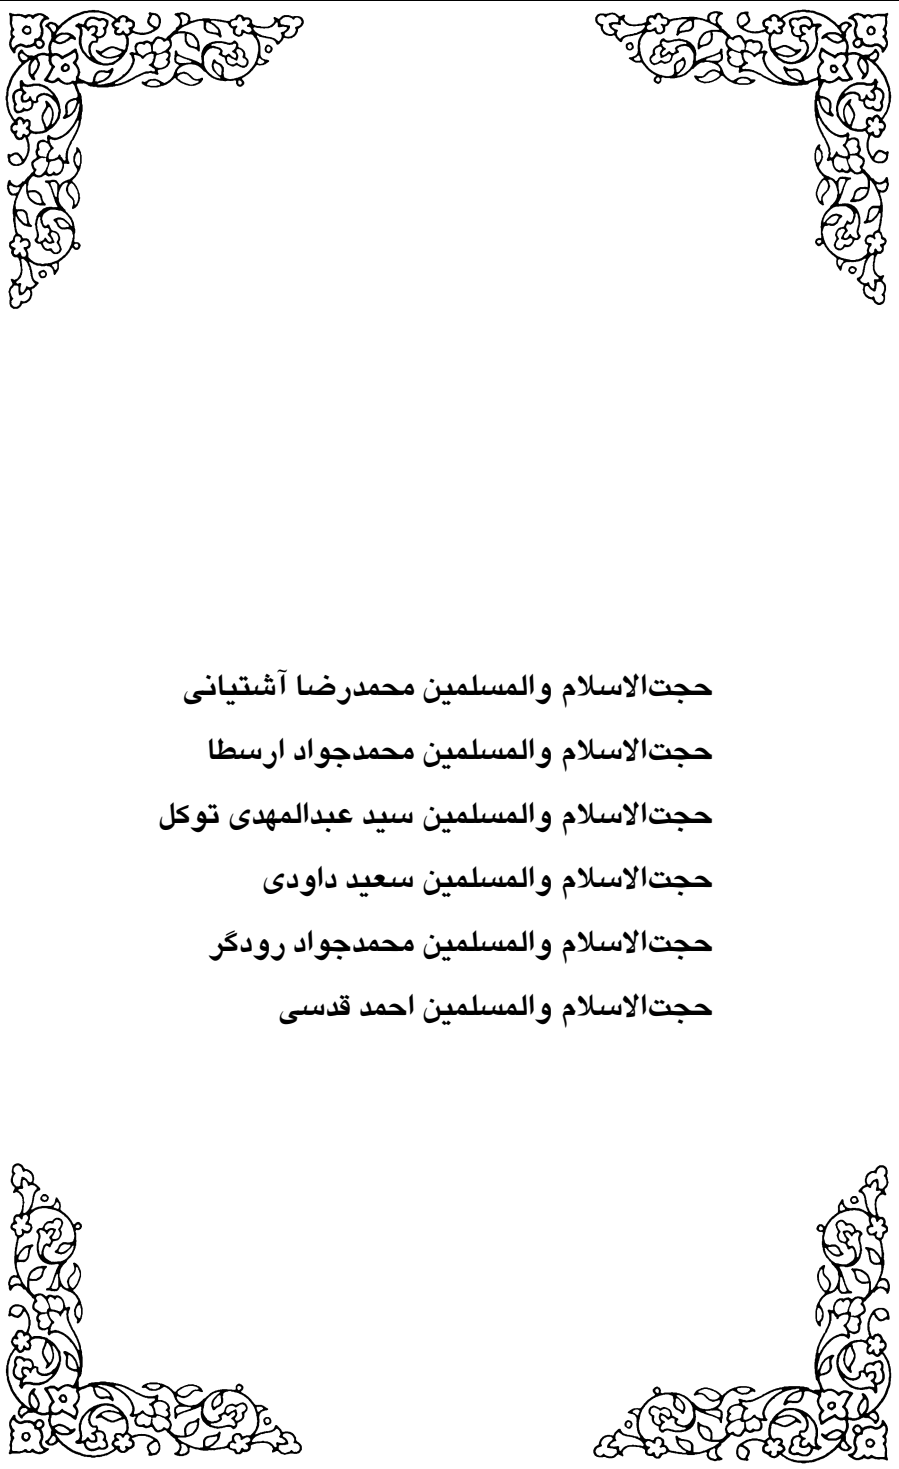 حجت‌الاسلام والمسلمین محمدرضا آشتیانی
حجت‌الاسلام والمسلمین محمدجواد ارسطا
حجت‌الاسلام والمسلمین سید عبدالمهدی توکل
حجت‌الاسلام والمسلمین سعید داودی
حجت‌الاسلام والمسلمین محمدجواد رودگر
حجت‌الاسلام والمسلمین احمد قدسی